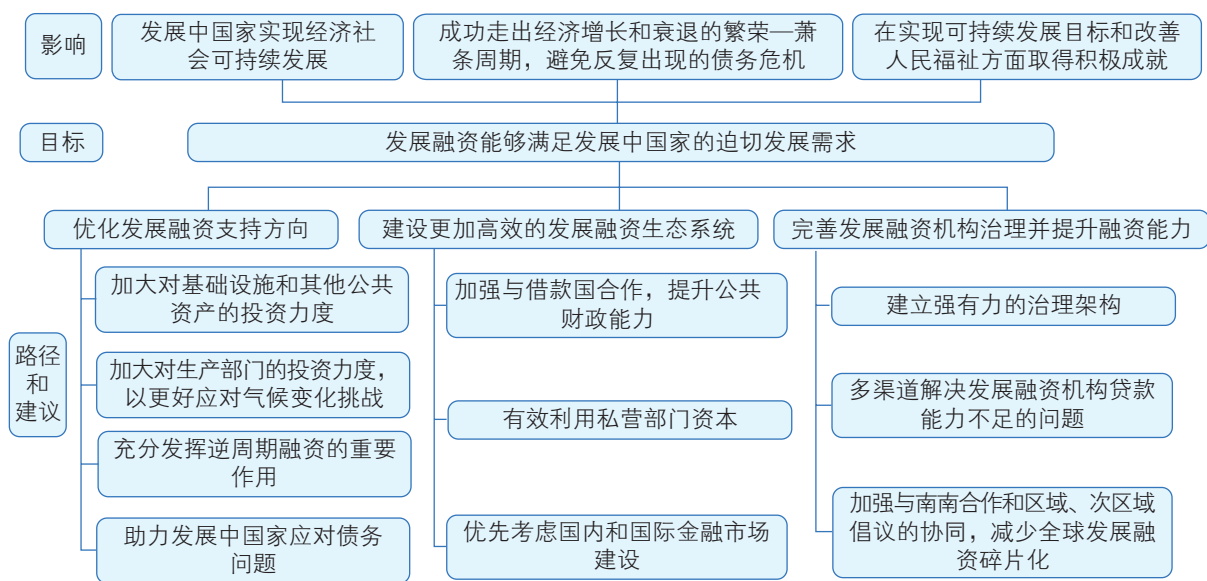 影响
发展中国家实现经济社
会可持续发展
成功走出经济增长和衰退的繁荣—萧
条周期，避免反复出现的债务危机
在实现可持续发展目标和改善
人民福祉方面取得积极成就
目标
发展融资能够满足发展中国家的迫切发展需求
路径
和
建议
优化发展融资支持方向
加大对基础设施和其他公共
资产的投资力度
加大对生产部门的投资力度，
以更好应对气候变化挑战
充分发挥逆周期融资的重要
作用
助力发展中国家应对债务
问题
建设更加高效的发展融资生态系统
加强与借款国合作，提升公共
财政能力
有效利用私营部门资本
优先考虑国内和国际金融市场
建设
完善发展融资机构治理并提升融资能力
建立强有力的治理架构
多渠道解决发展融资机构贷款
能力不足的问题
加强与南南合作和区域、次区域
倡议的协同，减少全球发展融
资碎片化